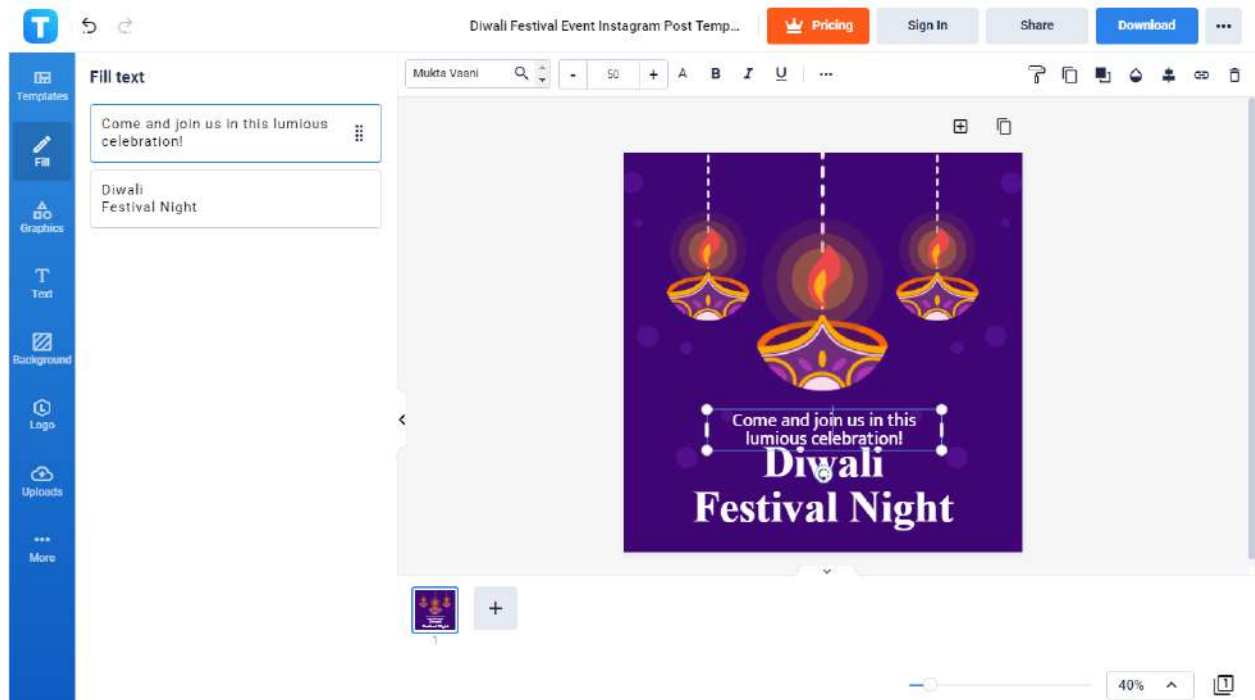 T
Diwali Festival Event Instagram Post Temp...
Pricing
Sign In
Share
Download
Templates
Fill
Graphics
Text
Background
Logo
Uploads
More
Fill text
Come and join us in this lumious
celebration!
Diwali
Festival Night
Mukta Vaani
- 50 +
A B I U
Come and join us in this
lumious celebration!
Diwali
Festival Night
1
+
40%
1